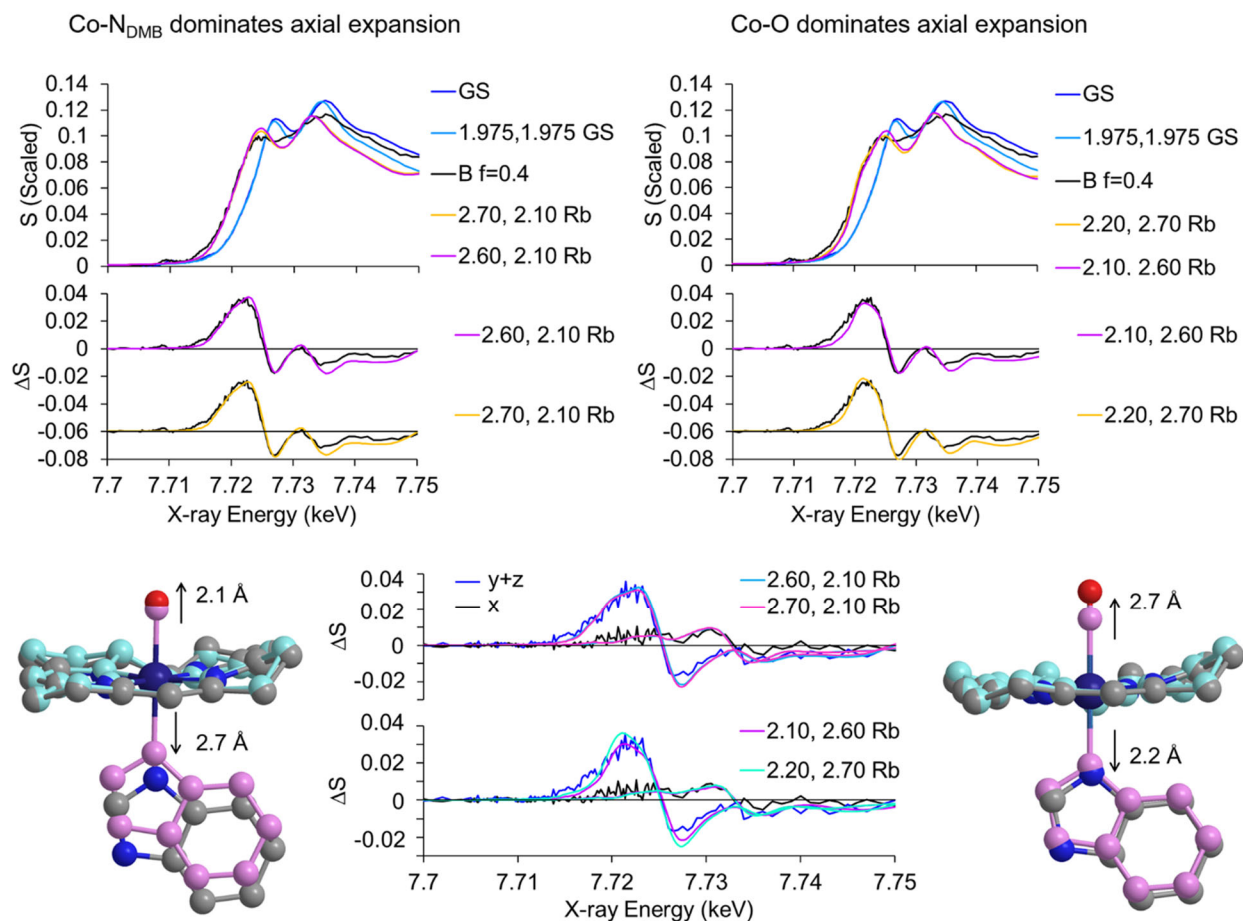 Co-NDMB dominates axial expansion
Co-O dominates axial expansion
0.14
0.12
0.1
0.08
0.06
0.04
0.02
0
S (Scaled)
GS
1.975,1.975 GS
B f=0.4
2.70, 2.10 Rb
2.60, 2.10 Rb
0.04
0.02
0
-0.02
-0.04
-0.06
-0.08
ΔS
2.60, 2.10 Rb
2.70, 2.10 Rb
7.7 7.71 7.72 7.73 7.74 7.75
X-ray Energy (keV)
0.14
0.12
0.1
0.08
0.06
0.04
0.02
0
S (Scaled)
GS
1.975,1.975 GS
B f=0.4
2.20, 2.70 Rb
2.10. 2.60 Rb
0.04
0.02
0
-0.02
-0.04
-0.06
-0.08
ΔS
2.10, 2.60 Rb
2.20, 2.70 Rb
7.7 7.71 7.72 7.73 7.74 7.75
X-ray Energy (keV)
2.1 Å
2.7 Å
0.04
0.02
0
-0.02
ΔS
y+z
x
2.60, 2.10 Rb
2.70, 2.10 Rb
0.04
0.02
0
-0.02
ΔS
2.10, 2.60 Rb
2.20, 2.70 Rb
7.7 7.71 7.72 7.73 7.74 7.75
X-ray Energy (keV)
2.7 Å
2.2 Å